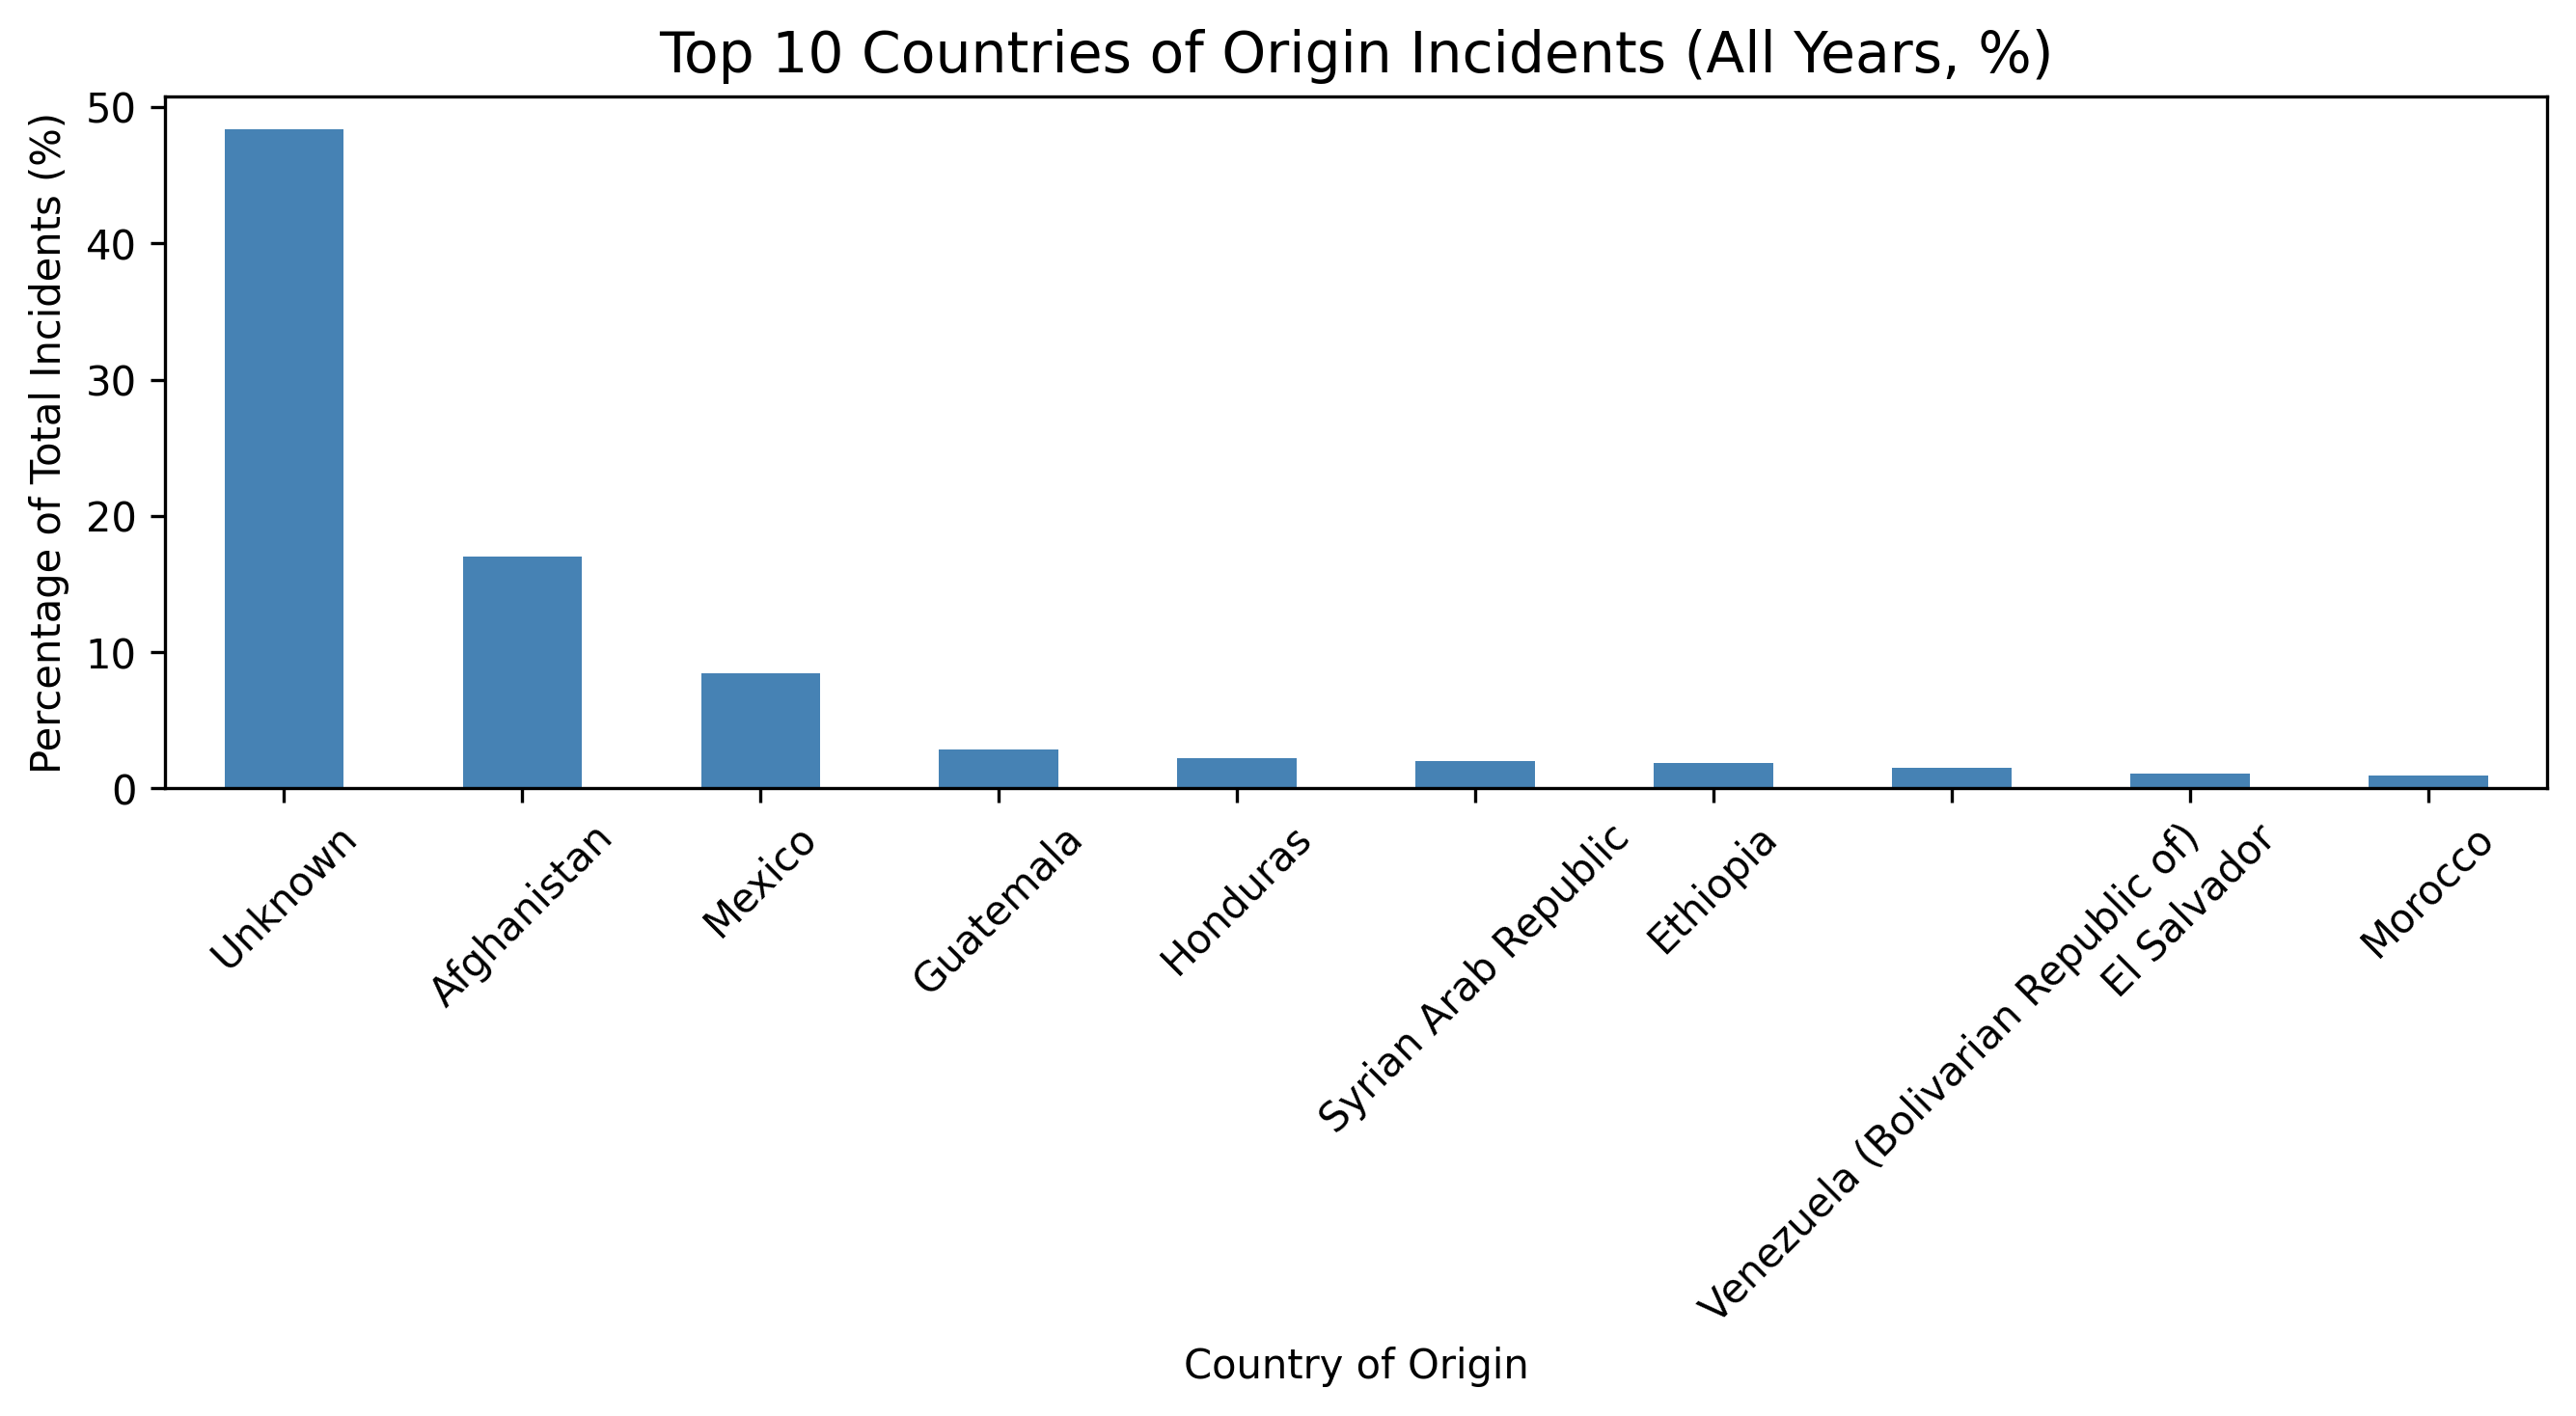 Top 10 Countries of Origin Incidents (All Years, %)
Percentage of Total Incidents (%)
50
40
30
20
10
0
Unknown
Afghanistan
Mexico
Guatemala
Honduras
Syrian Arab Republic
Ethiopia
Venezuela (Bolivarian Republic of)
El Salvador
Morocco
Country of Origin